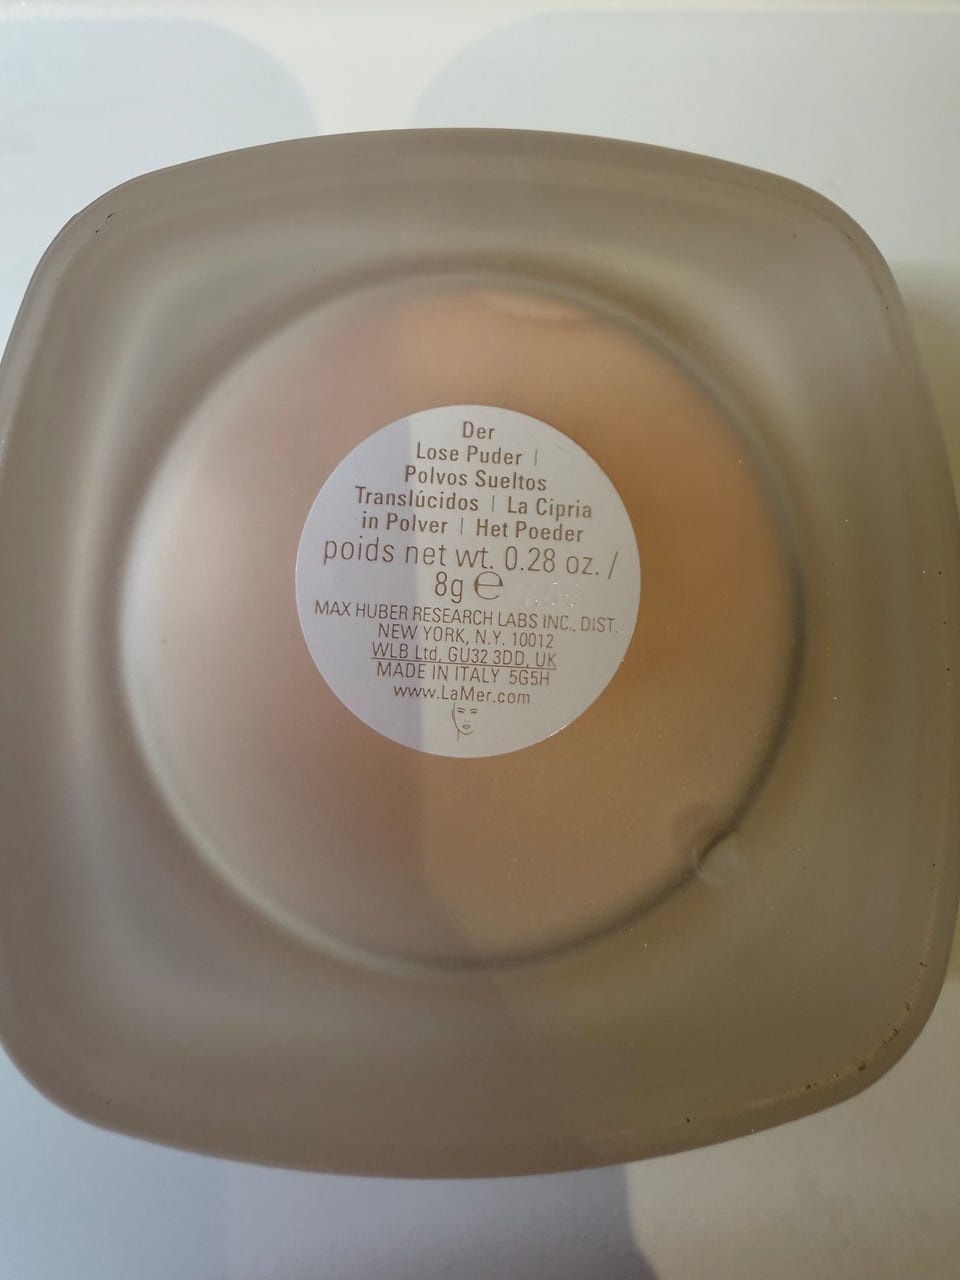 Der
Lose Puder |
Polvos Sueltos
Translúcidos | La Cipria
in Polver | Het Poeder
poids net wt. 0.28 oz. /
8g ℮
MAX HUBER RESEARCH LABS INC., DIST.
NEW YORK, N.Y. 10012
WLB Ltd, GU32 3DD, UK
MADE IN ITALY 5G5H
www.LaMer.com